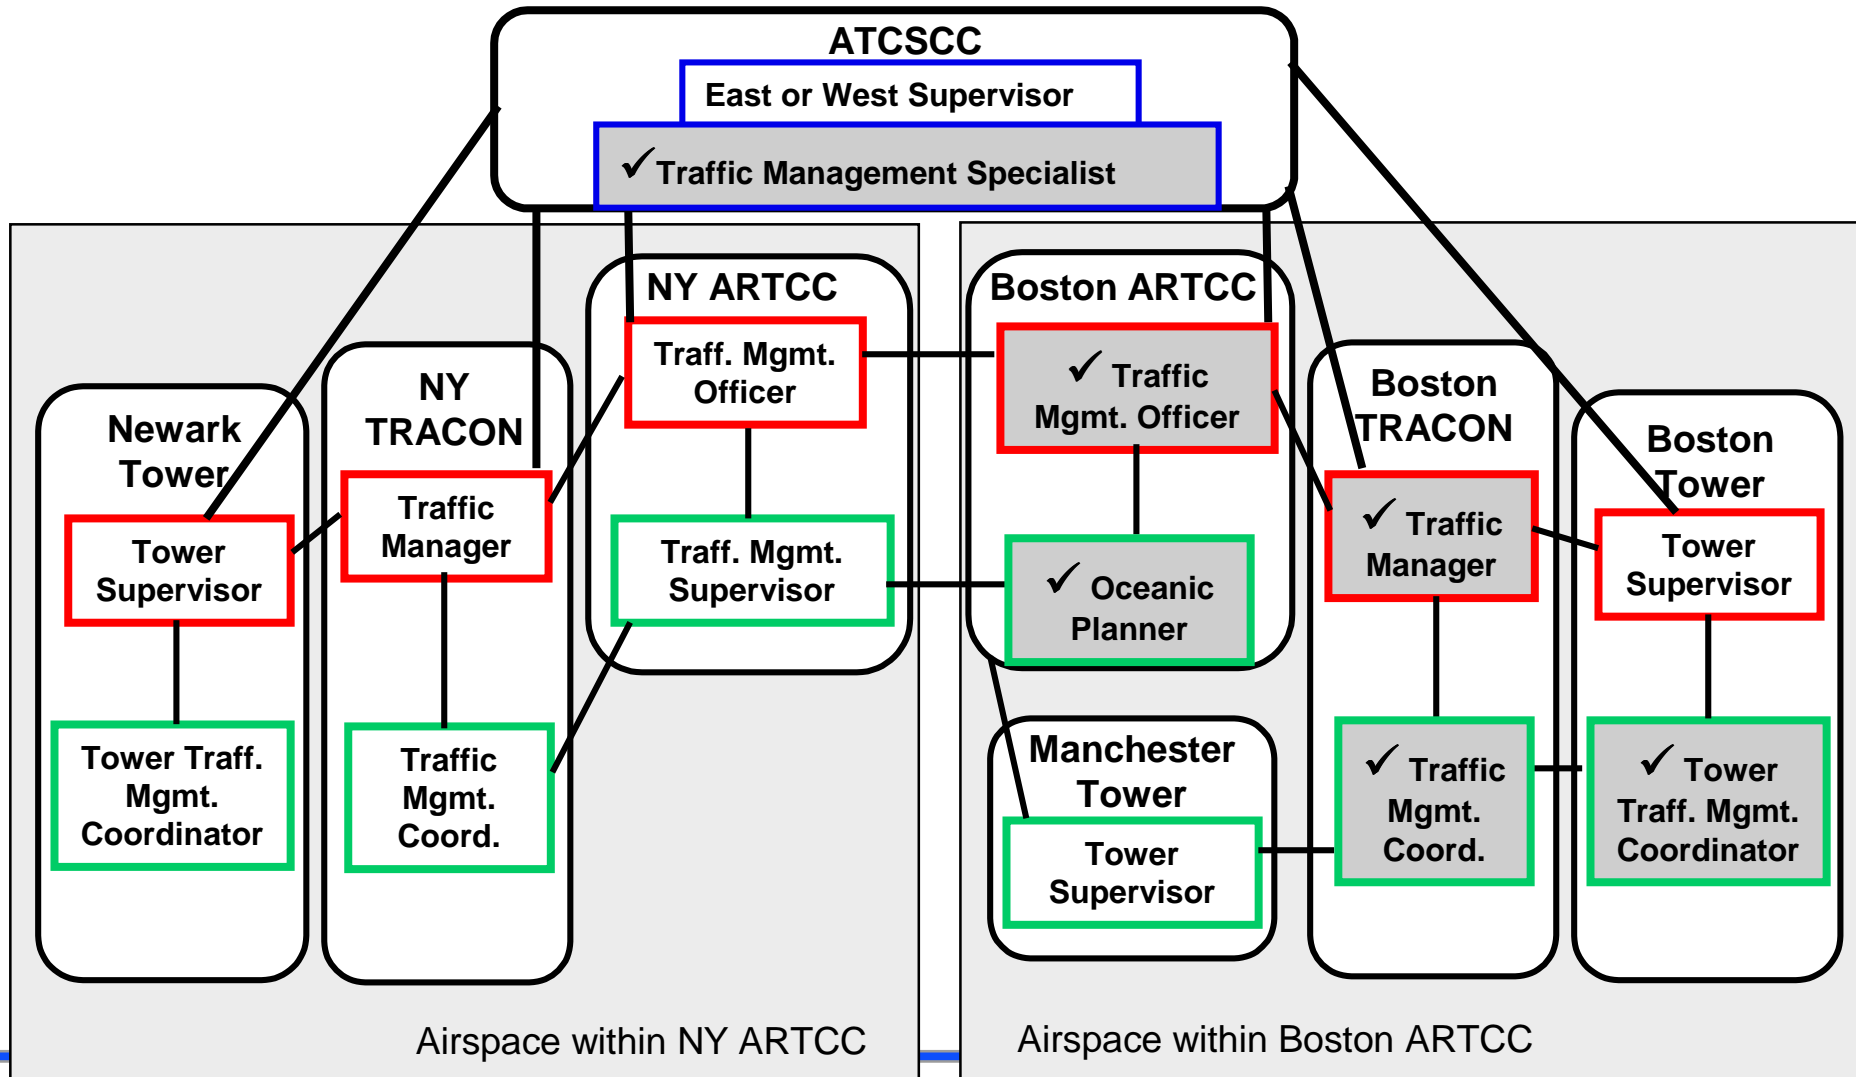 ATCSCC
East or West Supervisor
✓Traffic Management Specialist
NY ARTCC
Traff. Mgmt.
Officer
Traff. Mgmt.
Supervisor
NY
TRACON
Traffic
Manager
Traffic
Mgmt.
Coord.
Newark
Tower
Tower
Supervisor
Tower Traff.
Mgmt.
Coordinator
Airspace within NY ARTCC
Boston ARTCC
✓ Traffic
Mgmt. Officer
✓ Oceanic
Planner
Manchester
Tower
Tower
Supervisor
Boston
TRACON
✓ Traffic
Manager
✓ Traffic
Mgmt.
Coord.
Boston
Tower
Tower
Supervisor
✓ Tower
Traff. Mgmt.
Coordinator
Airspace within Boston ARTCC